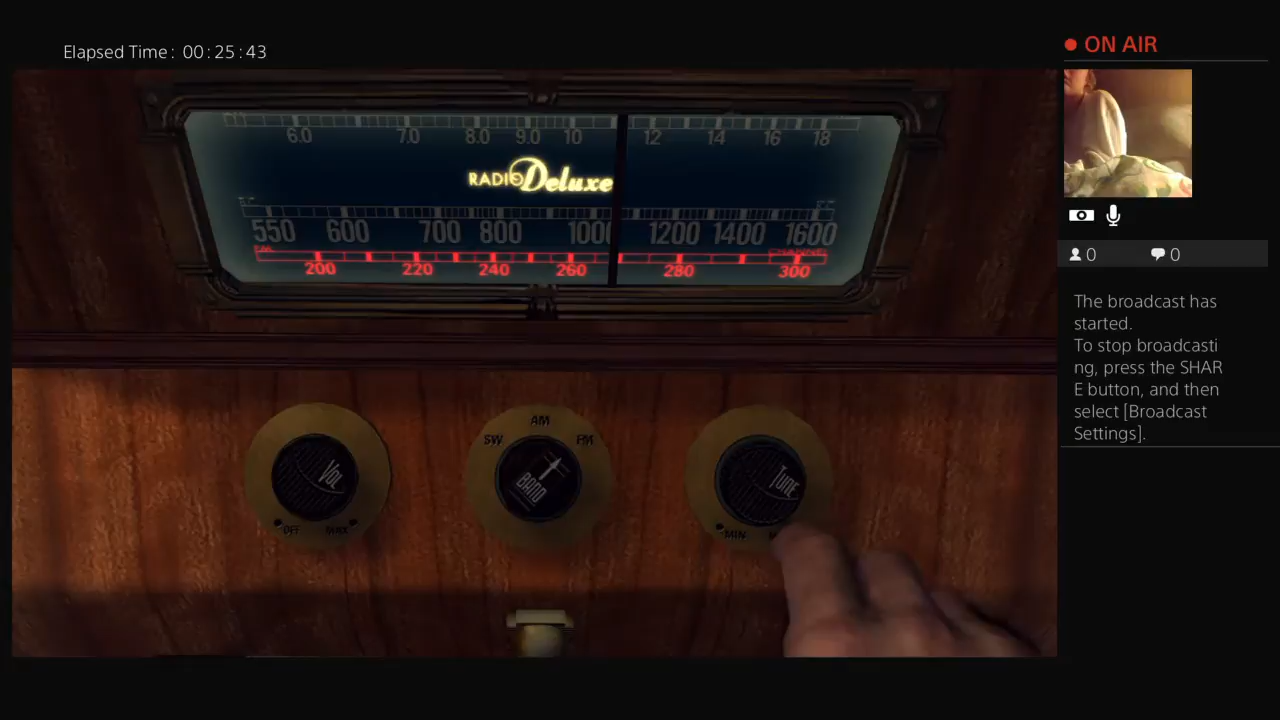 Elapsed Time: 00:25:43
ON AIR
6.0 7.0 8.0 9.0 10 12 14 16 18
RADIO Deluxe
550 600 700 800 1000 1200 1400 1600
200 220 240 260 280 300
0 0
The broadcast has
started.
To stop broadcasti
ng, press the SHAR
E button, and then
select [Broadcast
Settings].
AM
SW FM
VOL BAND TUNE
OFF MAX MIN